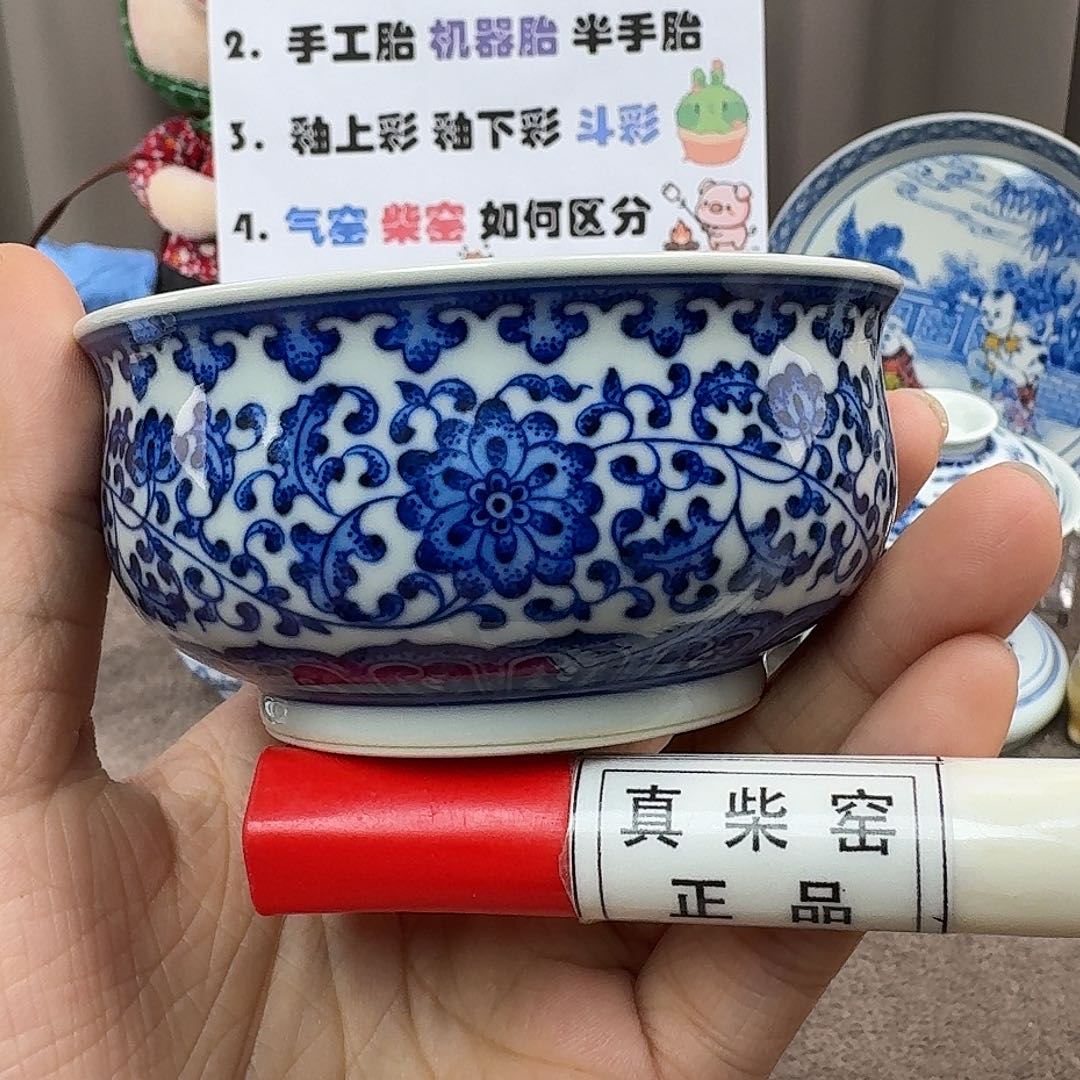 2. 手工胎 机器胎 半手胎
3. 釉上彩 釉下彩 斗彩
4. 气窑 柴窑 如何区分
真柴窑
正品